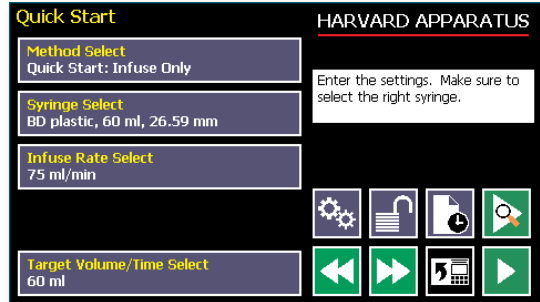 Quick Start
Method Select
Quick Start: Infuse Only
Syringe Select
BD plastic, 60 ml, 26.59 mm
Infuse Rate Select
75 ml/min
Target Volume/Time Select
60 ml
HARVARD APPARATUS
Enter the settings. Make sure to
select the right syringe.